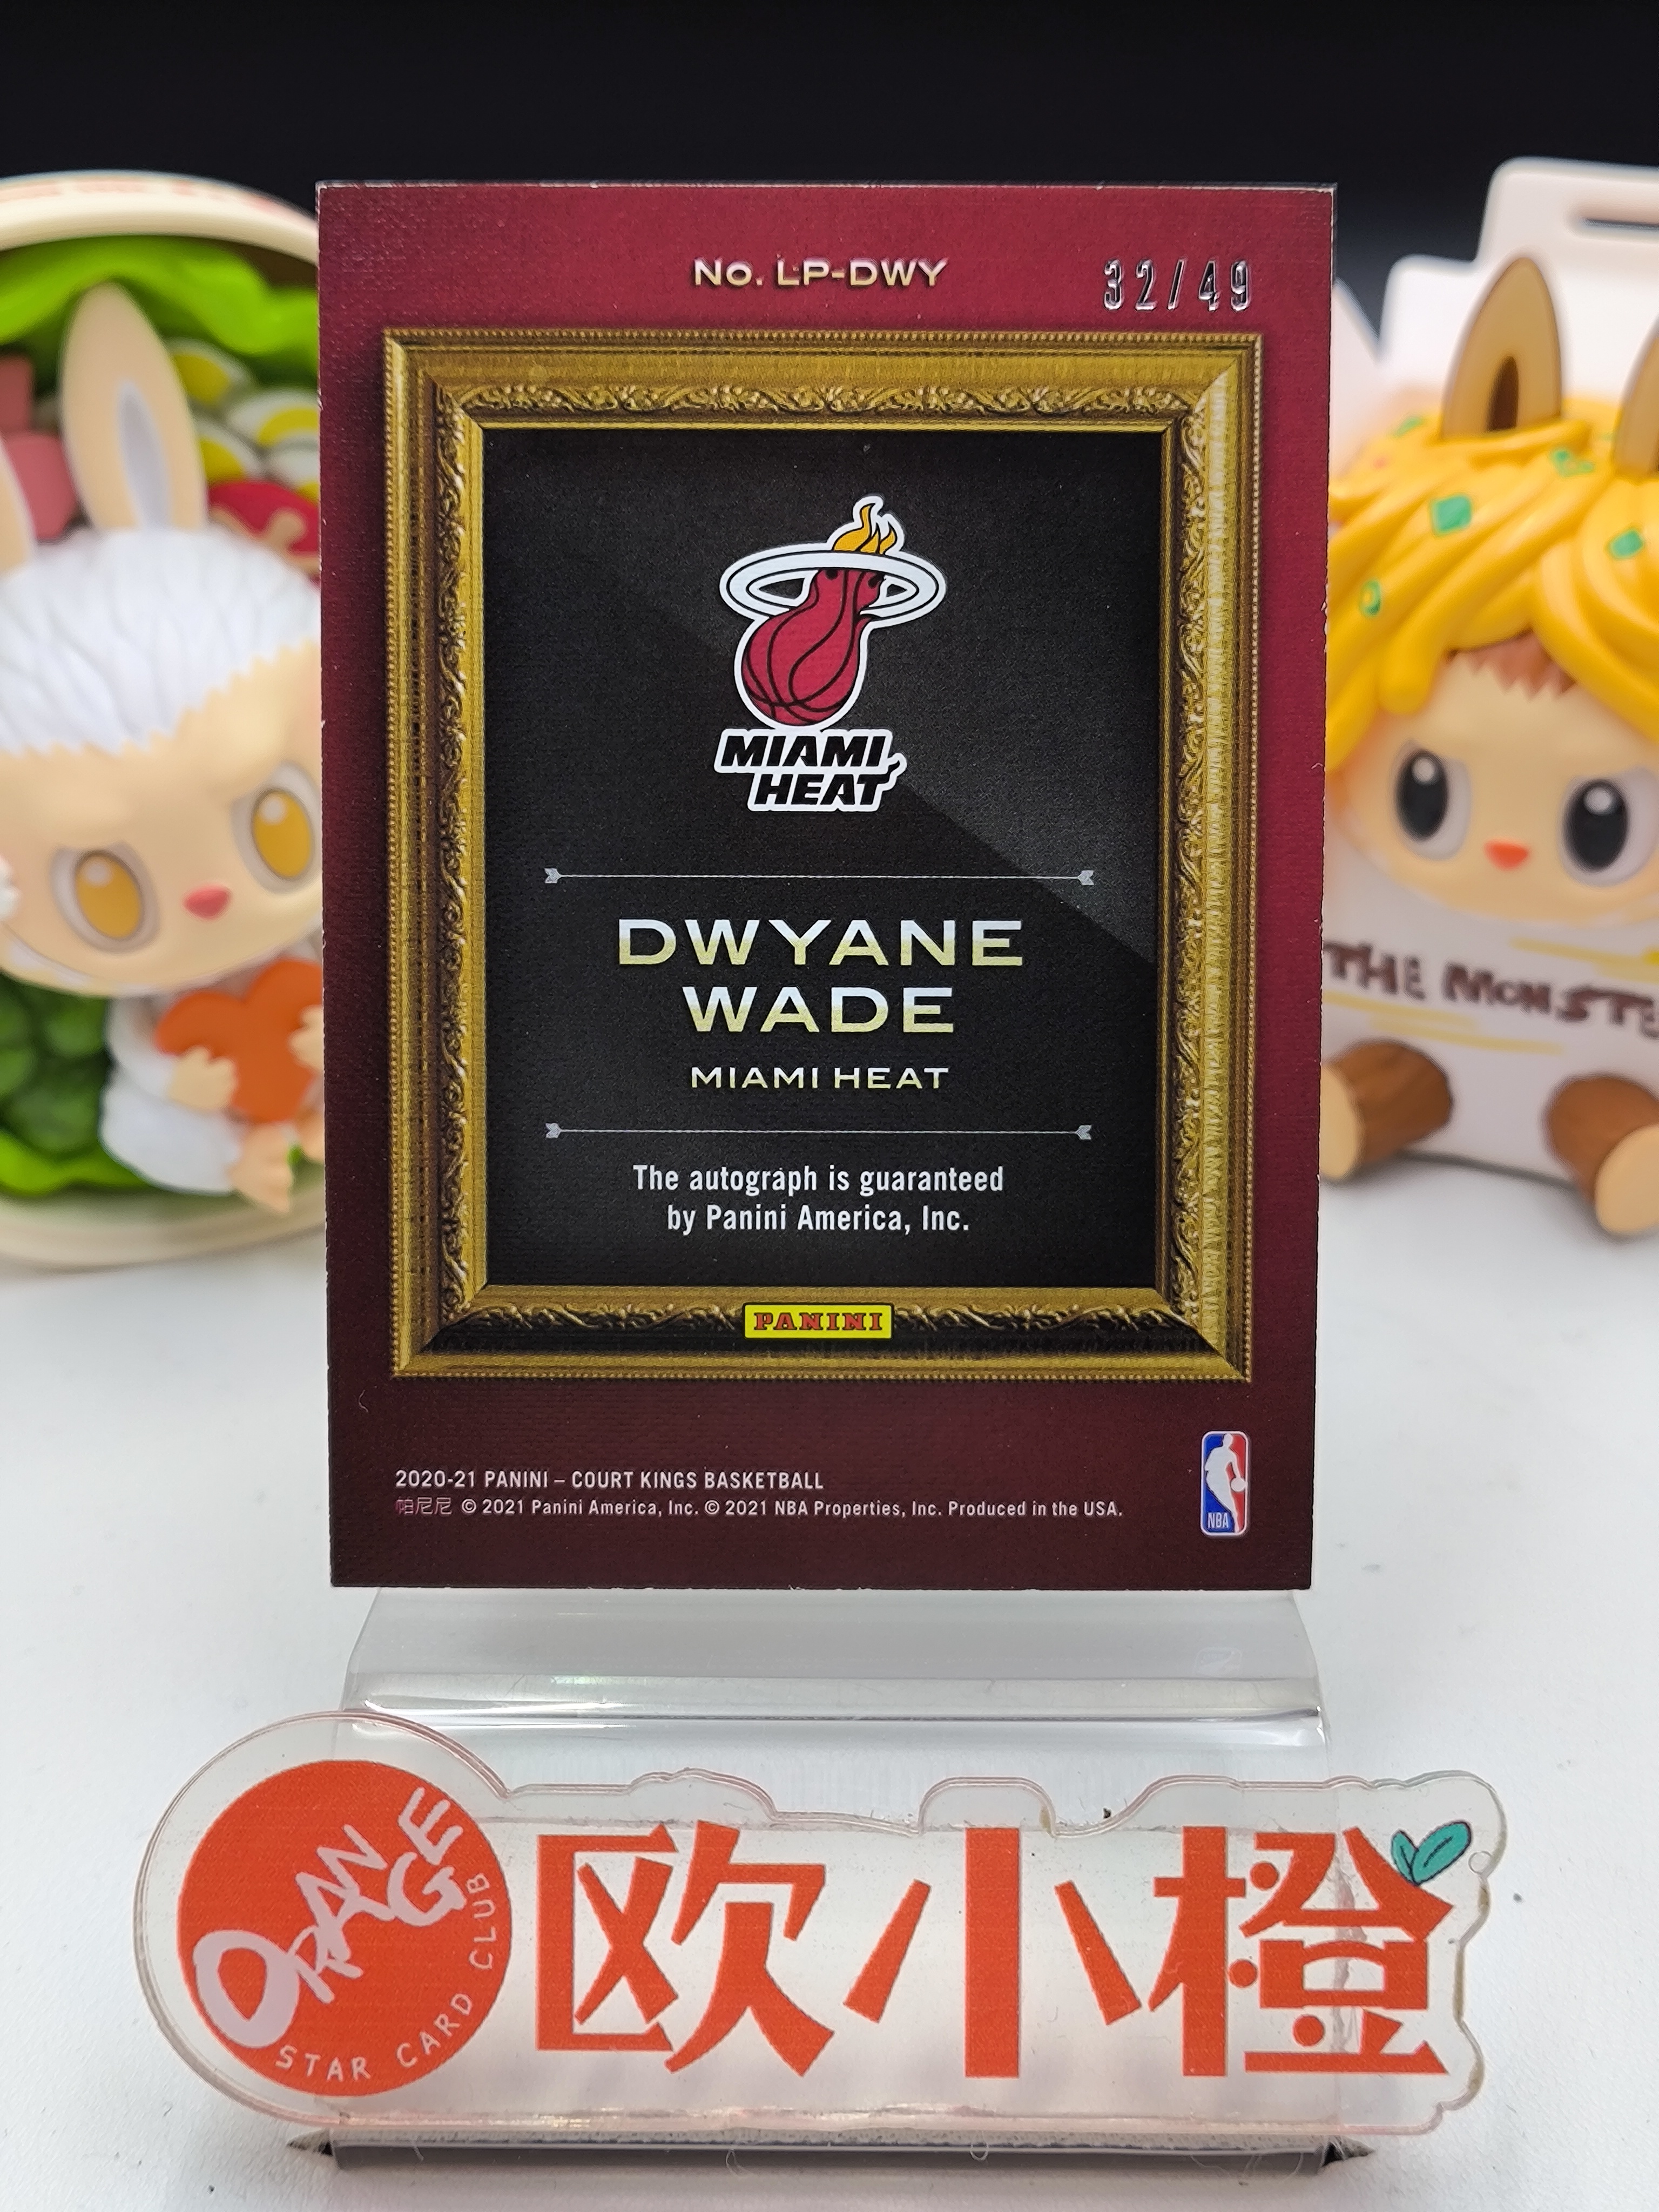 No. LP-DWY
32/49
MIAMI
HEAT
DWYANE
WADE
MIAMI HEAT
The autograph is guaranteed
by Panini America, Inc.
PANINI
2020-21 PANINI – COURT KINGS BASKETBALL
帕尼尼 © 2021 Panini America, Inc. © 2021 NBA Properties, Inc. Produced in the USA.
NBA
THE MONSTE
ORANGE
STAR CARD CLUB
欧小橙